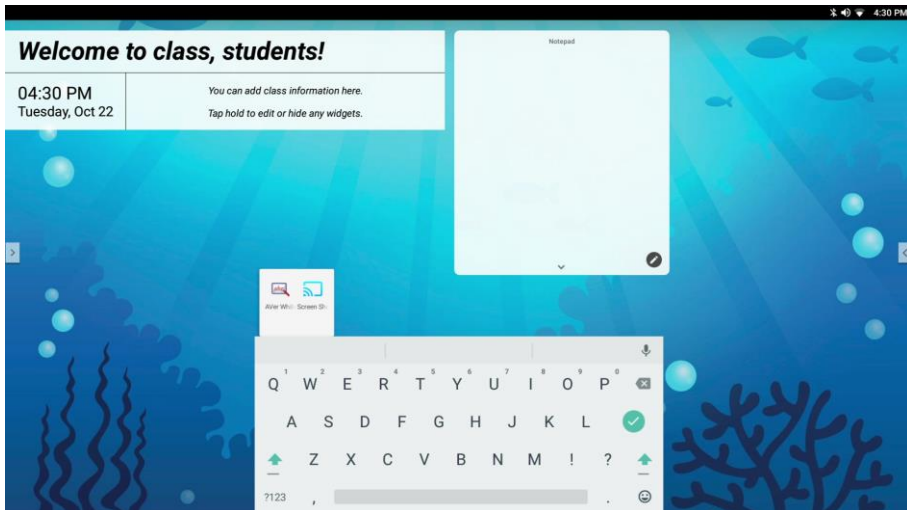 4:30 PM
Welcome to class, students!
04:30 PM
Tuesday, Oct 22
You can add class information here.
Tap hold to edit or hide any widgets.
Notepad
AVer Whit Screen Sh
Q 1 W 2 E 3 R 4 T 5 Y 6 U 7 I 8 O 9 P 0
A S D F G H J K L
Z X C V B N M ! ?
?123 , .